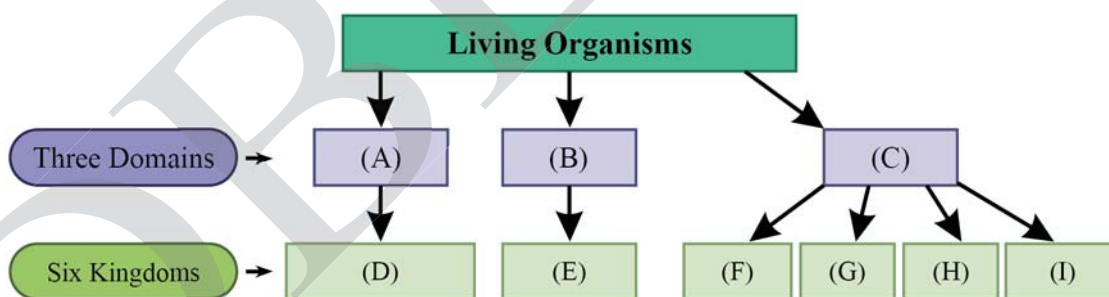 Living Organisms
Three Domains
(A)
(B)
(C)
Six Kingdoms
(D)
(E)
(F)
(G)
(H)
(I)